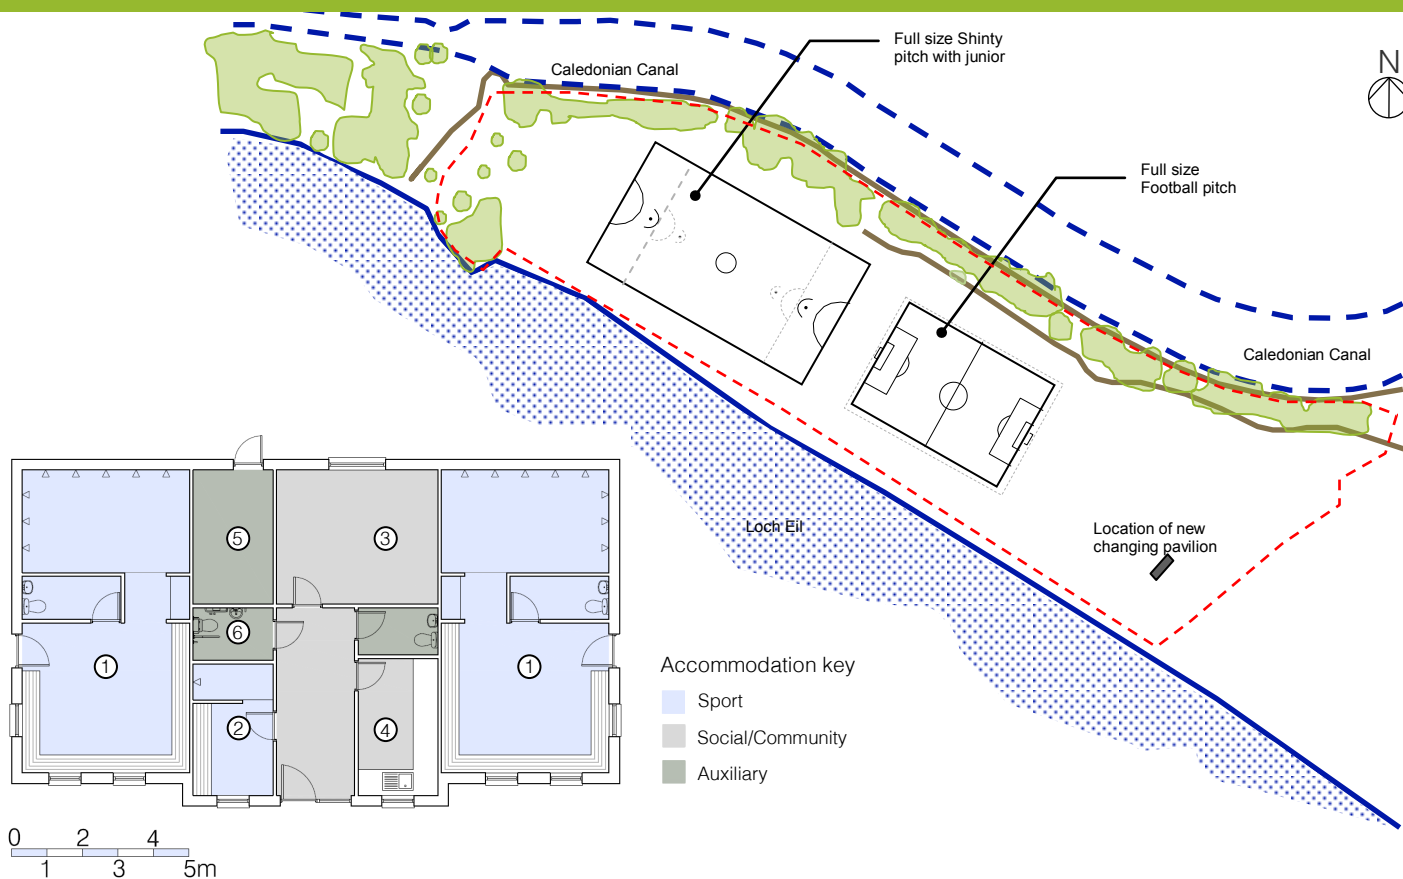 Full size Shinty
pitch with junior
Caledonian Canal
N
Full size
Football pitch
Caledonian Canal
Loch Eil
Location of new
changing pavilion
5
3
6
1
1
2
4
Accommodation key
Sport
Social/Community
Auxiliary
0 2 4
1 3 5m